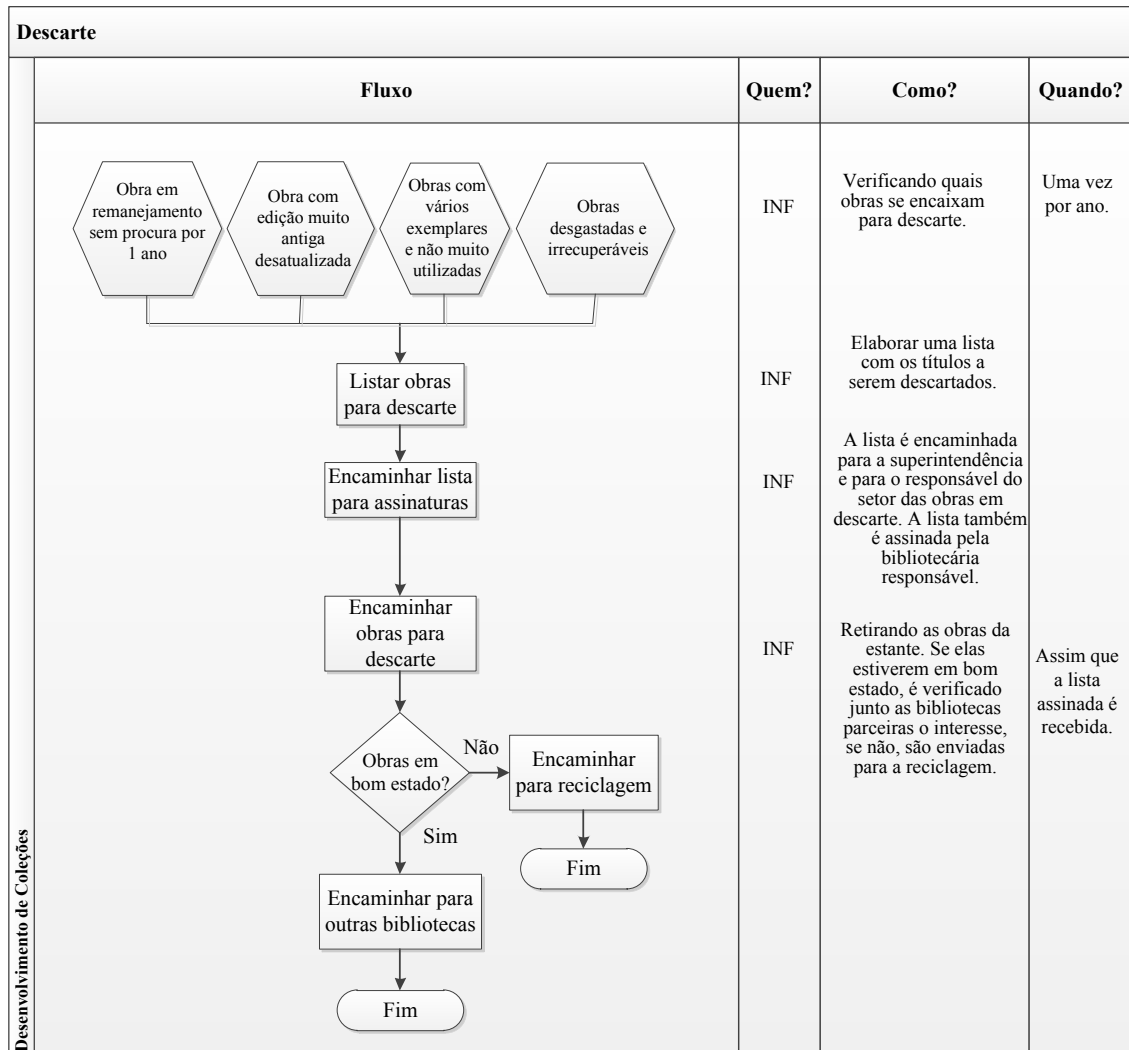 Descarte
Desenvolvimento de Coleções
Fluxo
Quem?
Como?
Quando?
Obra em
remanejamento
sem procura por
1 ano
Obra com
edição muito
antiga
desatualizada
Obras com
vários
exemplares
e não muito
utilizadas
Obras
desgastadas e
irrecuperáveis
INF
Verificando quais
obras se encaixam
para descarte.
Uma vez
por ano.
Listar obras
para descarte
INF
Elaborar uma lista
com os títulos a
serem descartados.
Encaminhar lista
para assinaturas
INF
A lista é encaminhada
para a superintendência
e para o responsável do
setor das obras em
descarte. A lista também
é assinada pela
bibliotecária
responsável.
Encaminhar
obras para
descarte
INF
Retirando as obras da
estante. Se elas
estiverem em bom
estado, é verificado
junto as bibliotecas
parceiras o interesse,
se não, são enviadas
para a reciclagem.
Assim que
a lista
assinada é
recebida.
Obras em
bom estado?
Não
Encaminhar
para reciclagem
Fim
Sim
Encaminhar para
outras bibliotecas
Fim